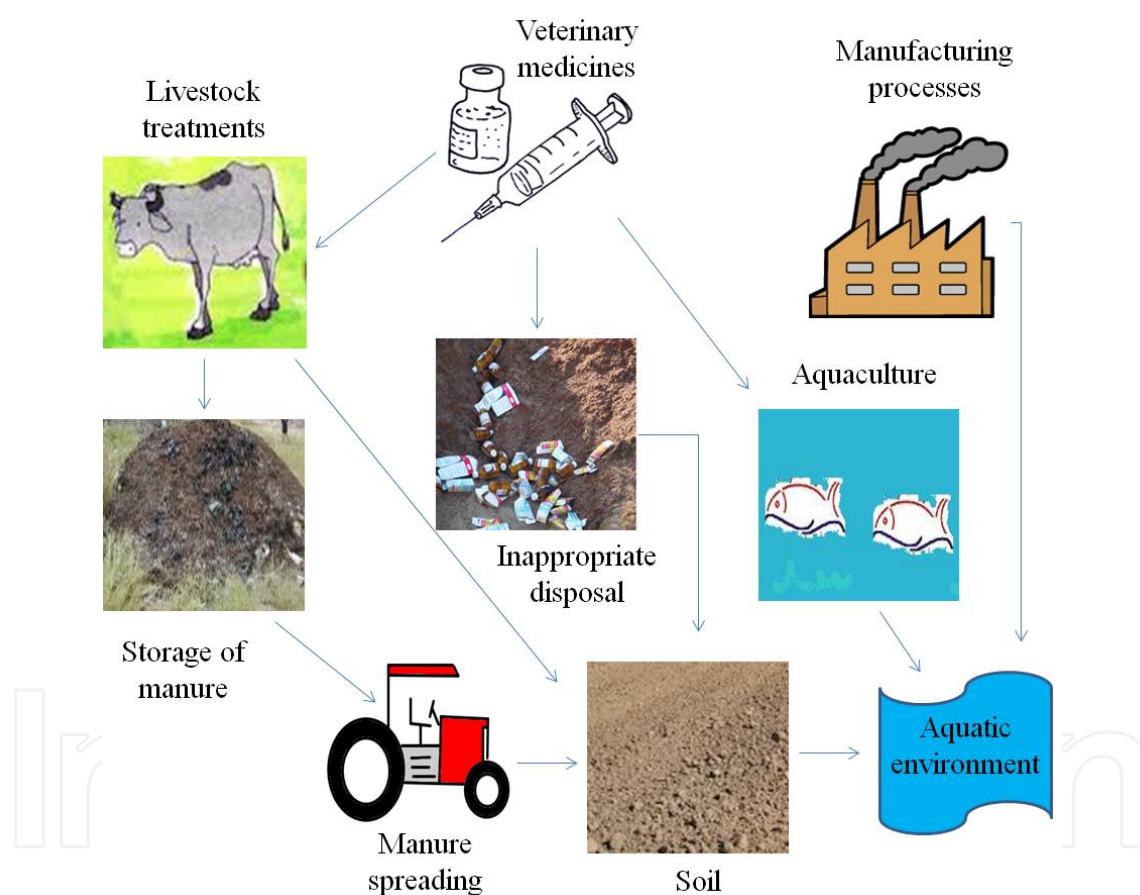 Veterinary
medicines
Manufacturing
processes
Livestock
treatments
Aquaculture
Inappropriate
disposal
Storage of
manure
Aquatic
environment
Manure
spreading
Soil